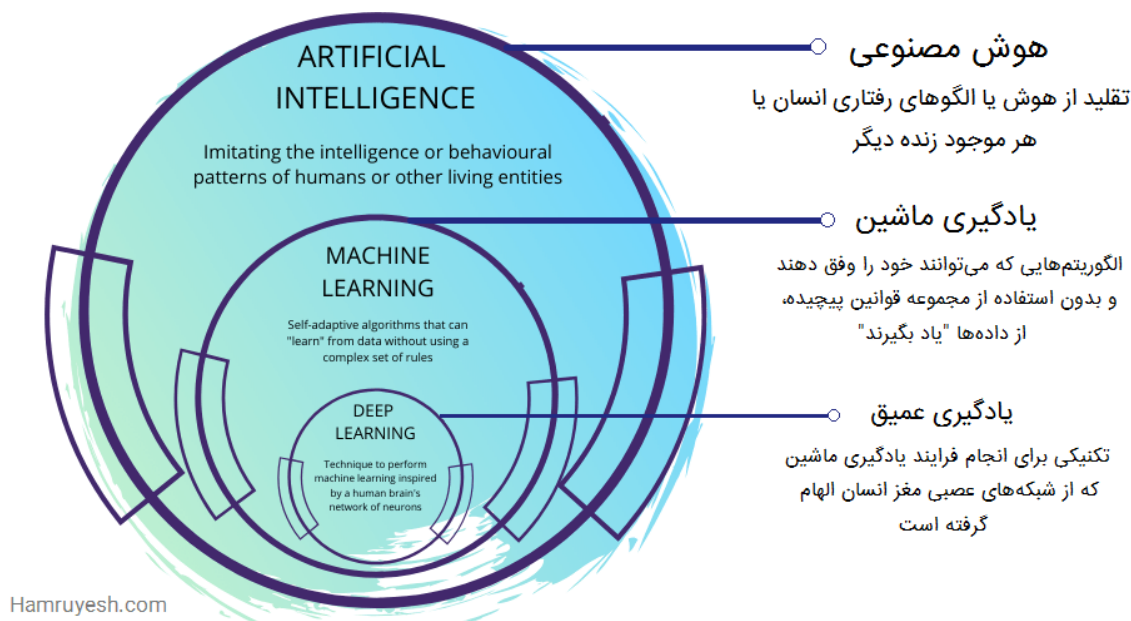 ARTIFICIAL
INTELLIGENCE
Imitating the intelligence or behavioural
patterns of humans or other living entities
MACHINE
LEARNING
Self-adaptive algorithms that can
"learn" from data without using a
complex set of rules
DEEP
LEARNING
Technique to perform
machine learning inspired
by a human brain's
network of neurons
هوش مصنوعی
تقلید از هوش یا الگوهای رفتاری انسان یا
هر موجود زنده دیگر
یادگیری ماشین
الگوریتم‌هایی که می‌توانند خود را وفق دهند
و بدون استفاده از مجموعه قوانین پیچیده،
از داده‌ها "یاد بگیرند"
یادگیری عمیق
تکنیکی برای انجام فرایند یادگیری ماشین
که از شبکه‌های عصبی مغز انسان الهام
گرفته است
Hamruyesh.com